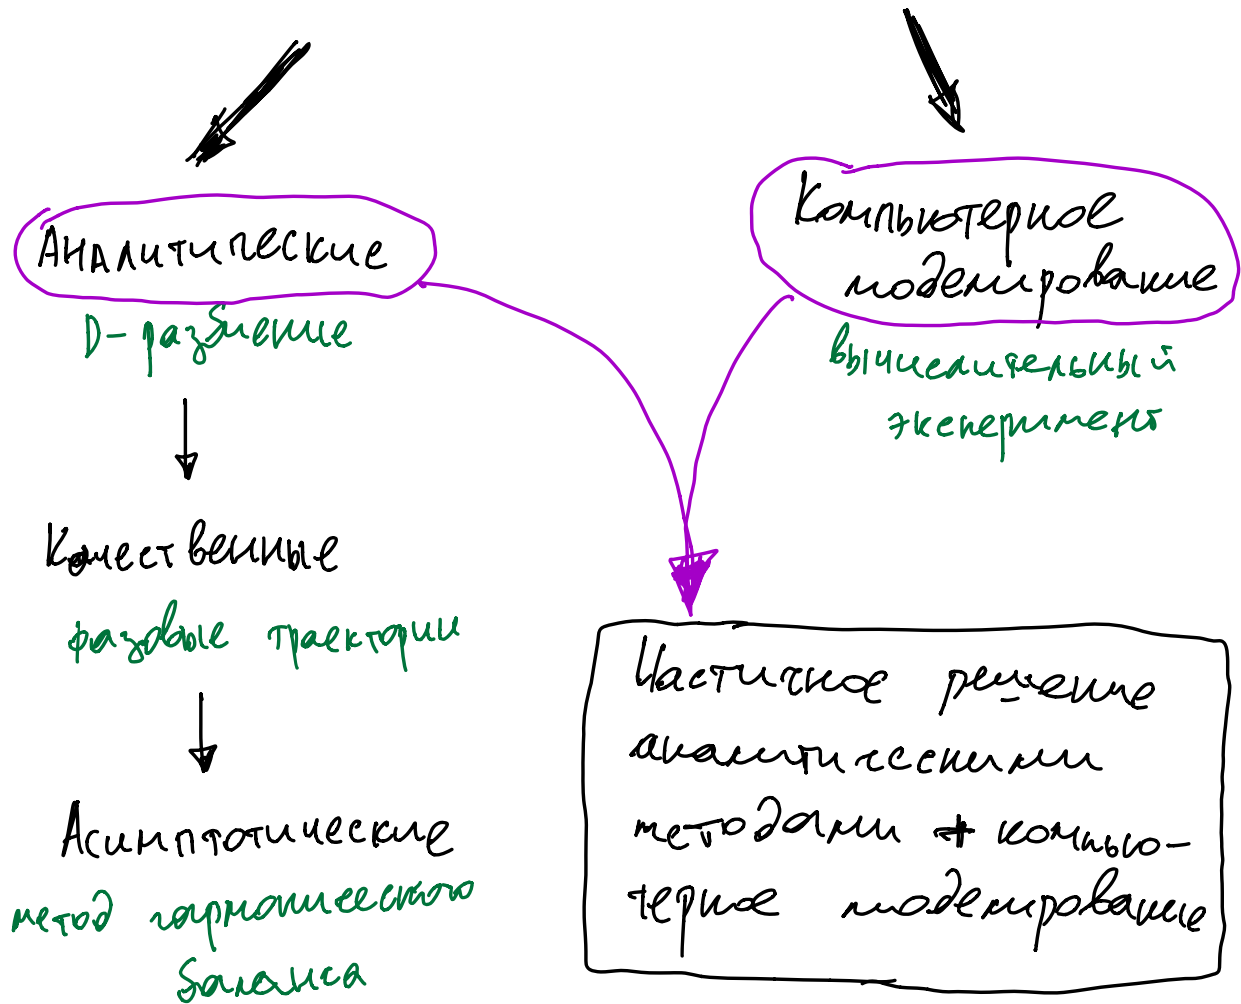 Аналитические
D-разбиение
Качественные
фазовые траектории
Асимптотические
метод гармонического
баланса
Компьютерное
моделирование
вычислительный
эксперимент
Частичное решение
аналитическими
методами + компью-
терное моделирование